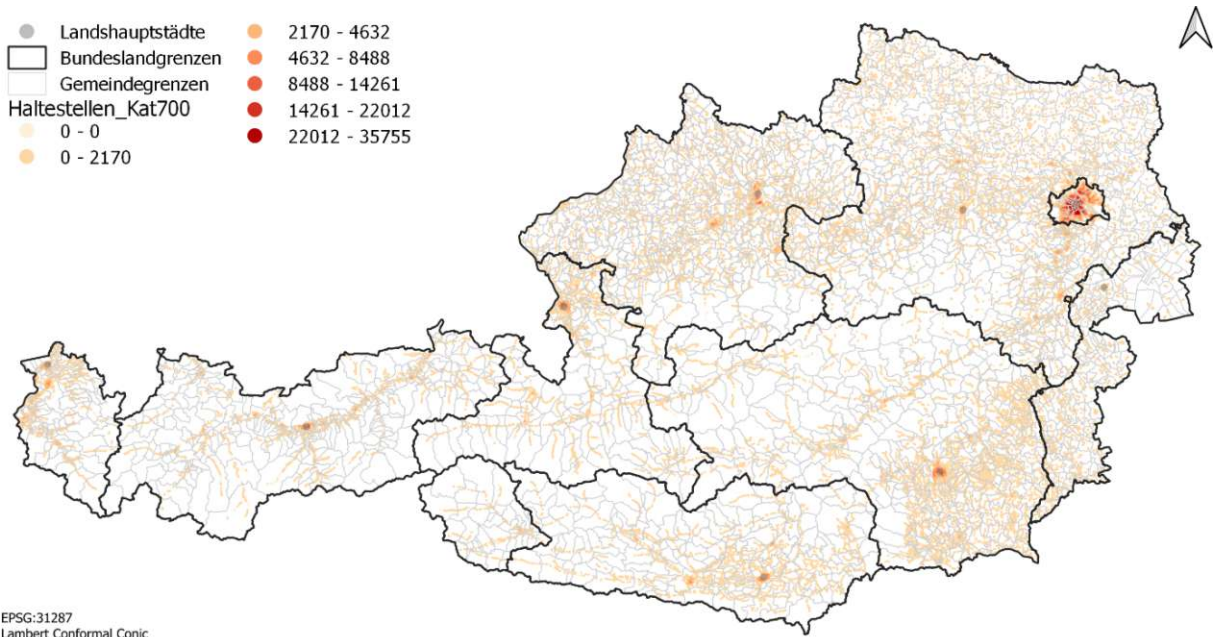 Landshauptstädte
Bundeslandgrenzen
Gemeindegrenzen
Haltestellen_Kat700
0 - 0
0 - 2170
2170 - 4632
4632 - 8488
8488 - 14261
14261 - 22012
22012 - 35755
EPSG:31287
Lambert Conformal Conic